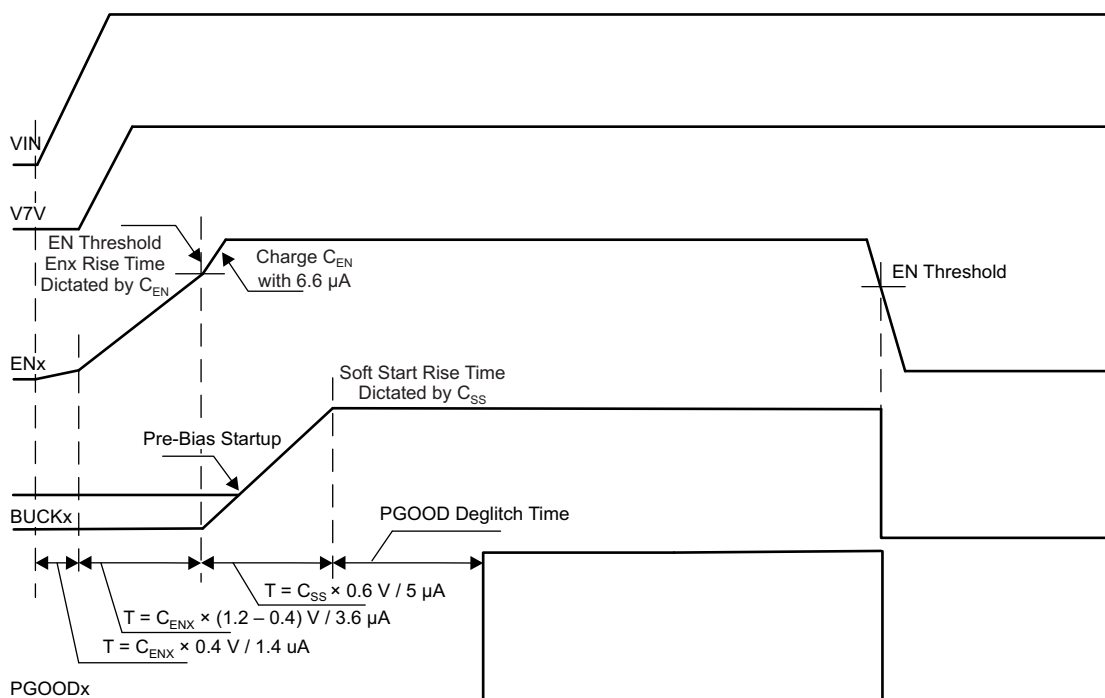 VIN
V7V
EN Threshold
Enx Rise Time
Dictated by C_EN
Charge C_EN
with 6.6 µA
EN Threshold
ENx
Soft Start Rise Time
Dictated by C_SS
Pre-Bias Startup
BUCKx
PGOOD Deglitch Time
T = C_SS × 0.6 V / 5 µA
T = C_ENX × (1.2 – 0.4) V / 3.6 µA
T = C_ENX × 0.4 V / 1.4 uA
PGOODx